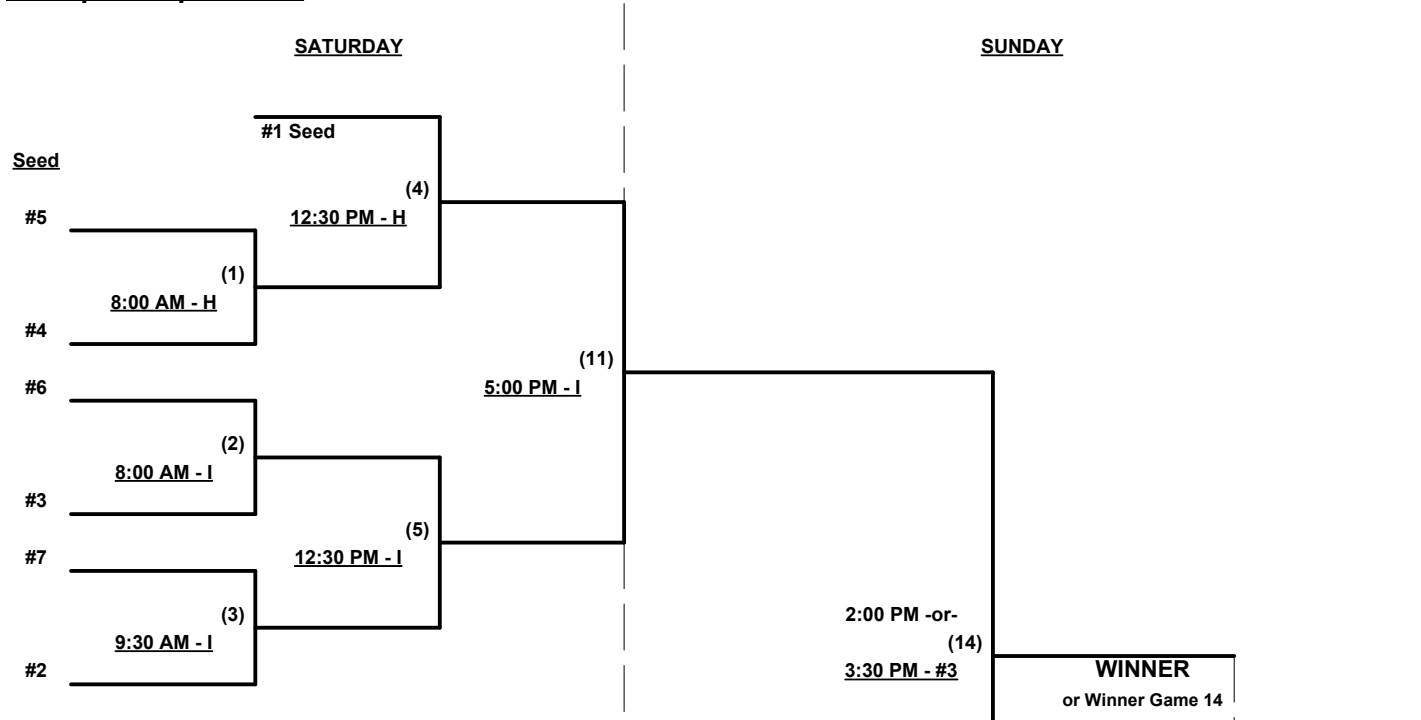 SATURDAY
SUNDAY
#1 Seed
Seed
(4)
#5
12:30 PM - H
(1)
8:00 AM - H
#4
(11)
#6
5:00 PM - I
(2)
8:00 AM - I
#3
(5)
#7
12:30 PM - I
(3)
2:00 PM -or-
9:30 AM - I
(14)
#2
3:30 PM - #3
WINNER
or Winner Game 14